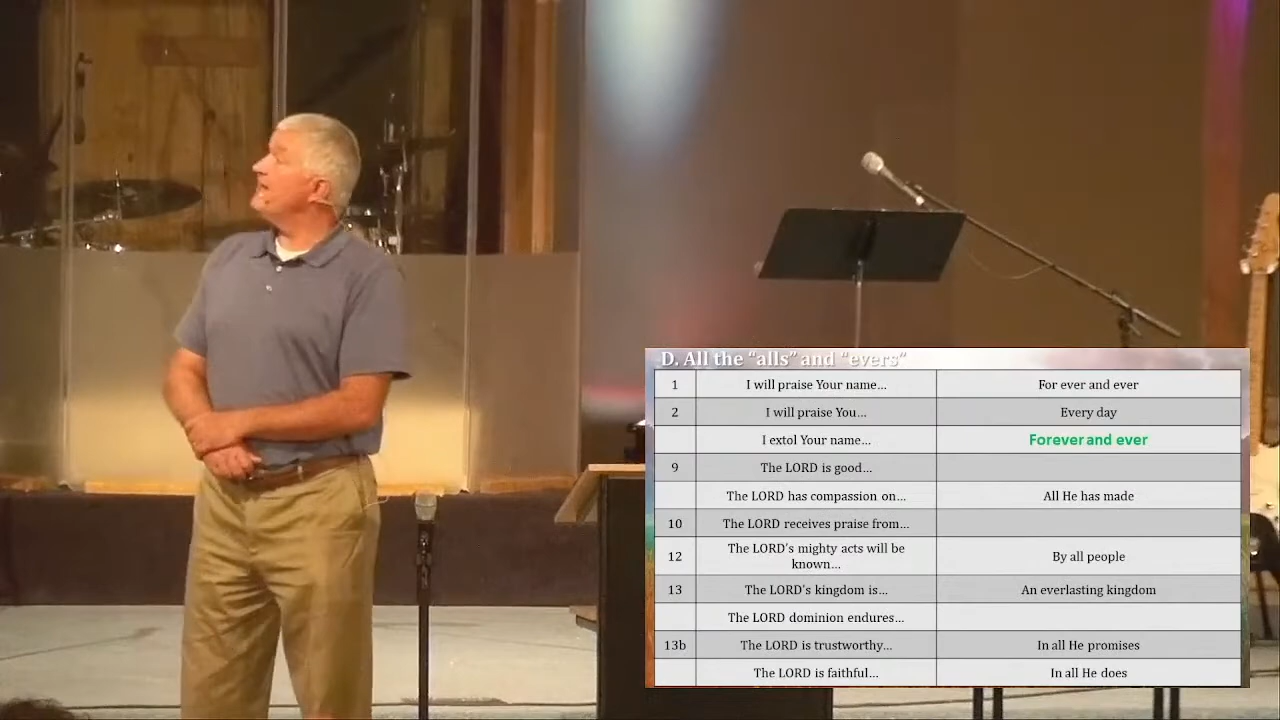 D. All the “alls” and “evers”
1 I will praise Your name... For ever and ever
2 I will praise You... Every day
I extol Your name... Forever and ever
9 The LORD is good...
The LORD has compassion on... All He has made
10 The LORD receives praise from...
12 The LORD's mighty acts will be
known... By all people
13 The LORD's kingdom is... An everlasting kingdom
The LORD dominion endures...
13b The LORD is trustworthy... In all He promises
The LORD is faithful... In all He does